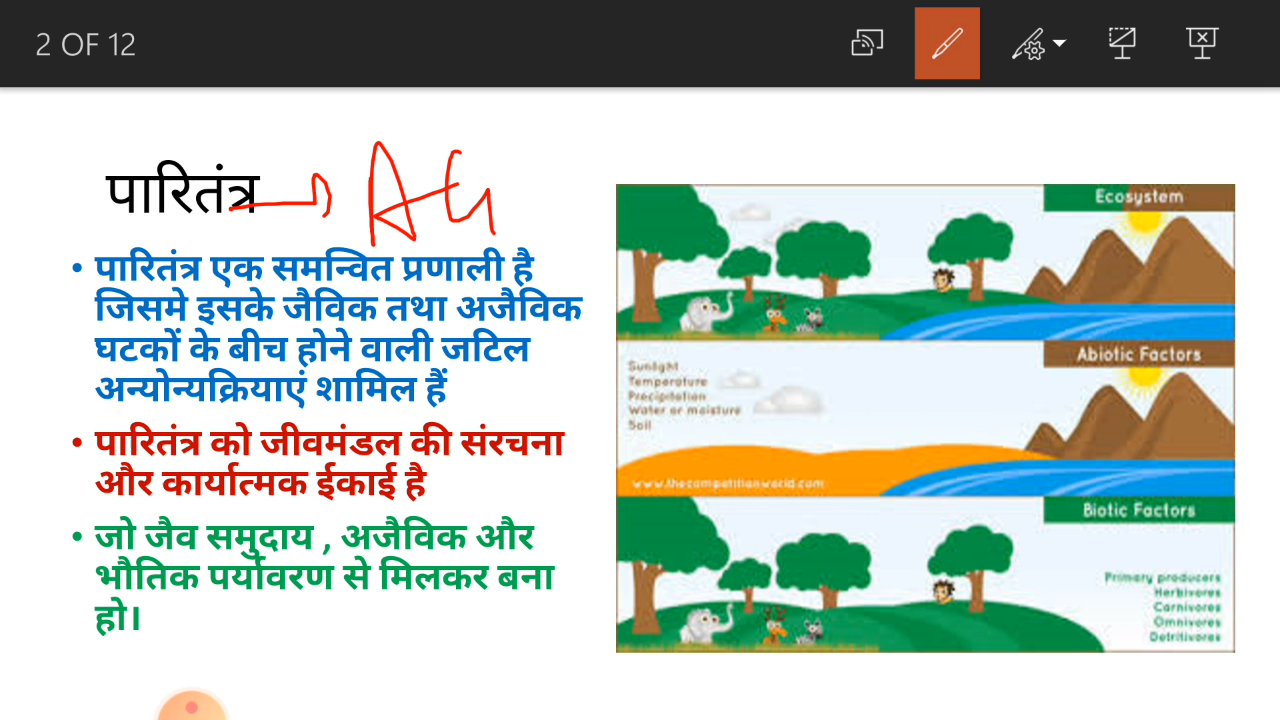 2 OF 12
पारितंत्र
• पारितंत्र एक समन्वित प्रणाली है
जिसमे इसके जैविक तथा अजैविक
घटकों के बीच होने वाली जटिल
अन्योन्यक्रियाएं शामिल हैं
• पारितंत्र को जीवमंडल की संरचना
और कार्यात्मक ईकाई है
• जो जैव समुदाय , अजैविक और
भौतिक पर्यावरण से मिलकर बना
हो।
Ecosystem
Abiotic Factors
Sunlight
Temperature
Precipitation
Water or moisture
Soil
www.thecompetitionworld.com
Biotic Factors
Primary producers
Herbivores
Carnivores
Omnivores
Detritivores